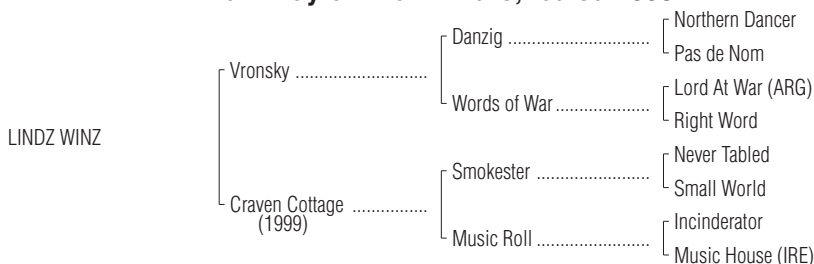 Northern Dancer
Danzig ..............................
Pas de Nom
Vronsky ............................
Lord At War (ARG)
Words of War....................
Right Word
LINDZ WINZ
Never Tabled
Smokester ........................
Small World
Craven Cottage ................
(1999)
Incinderator
Music Roll ........................
Music House (IRE)